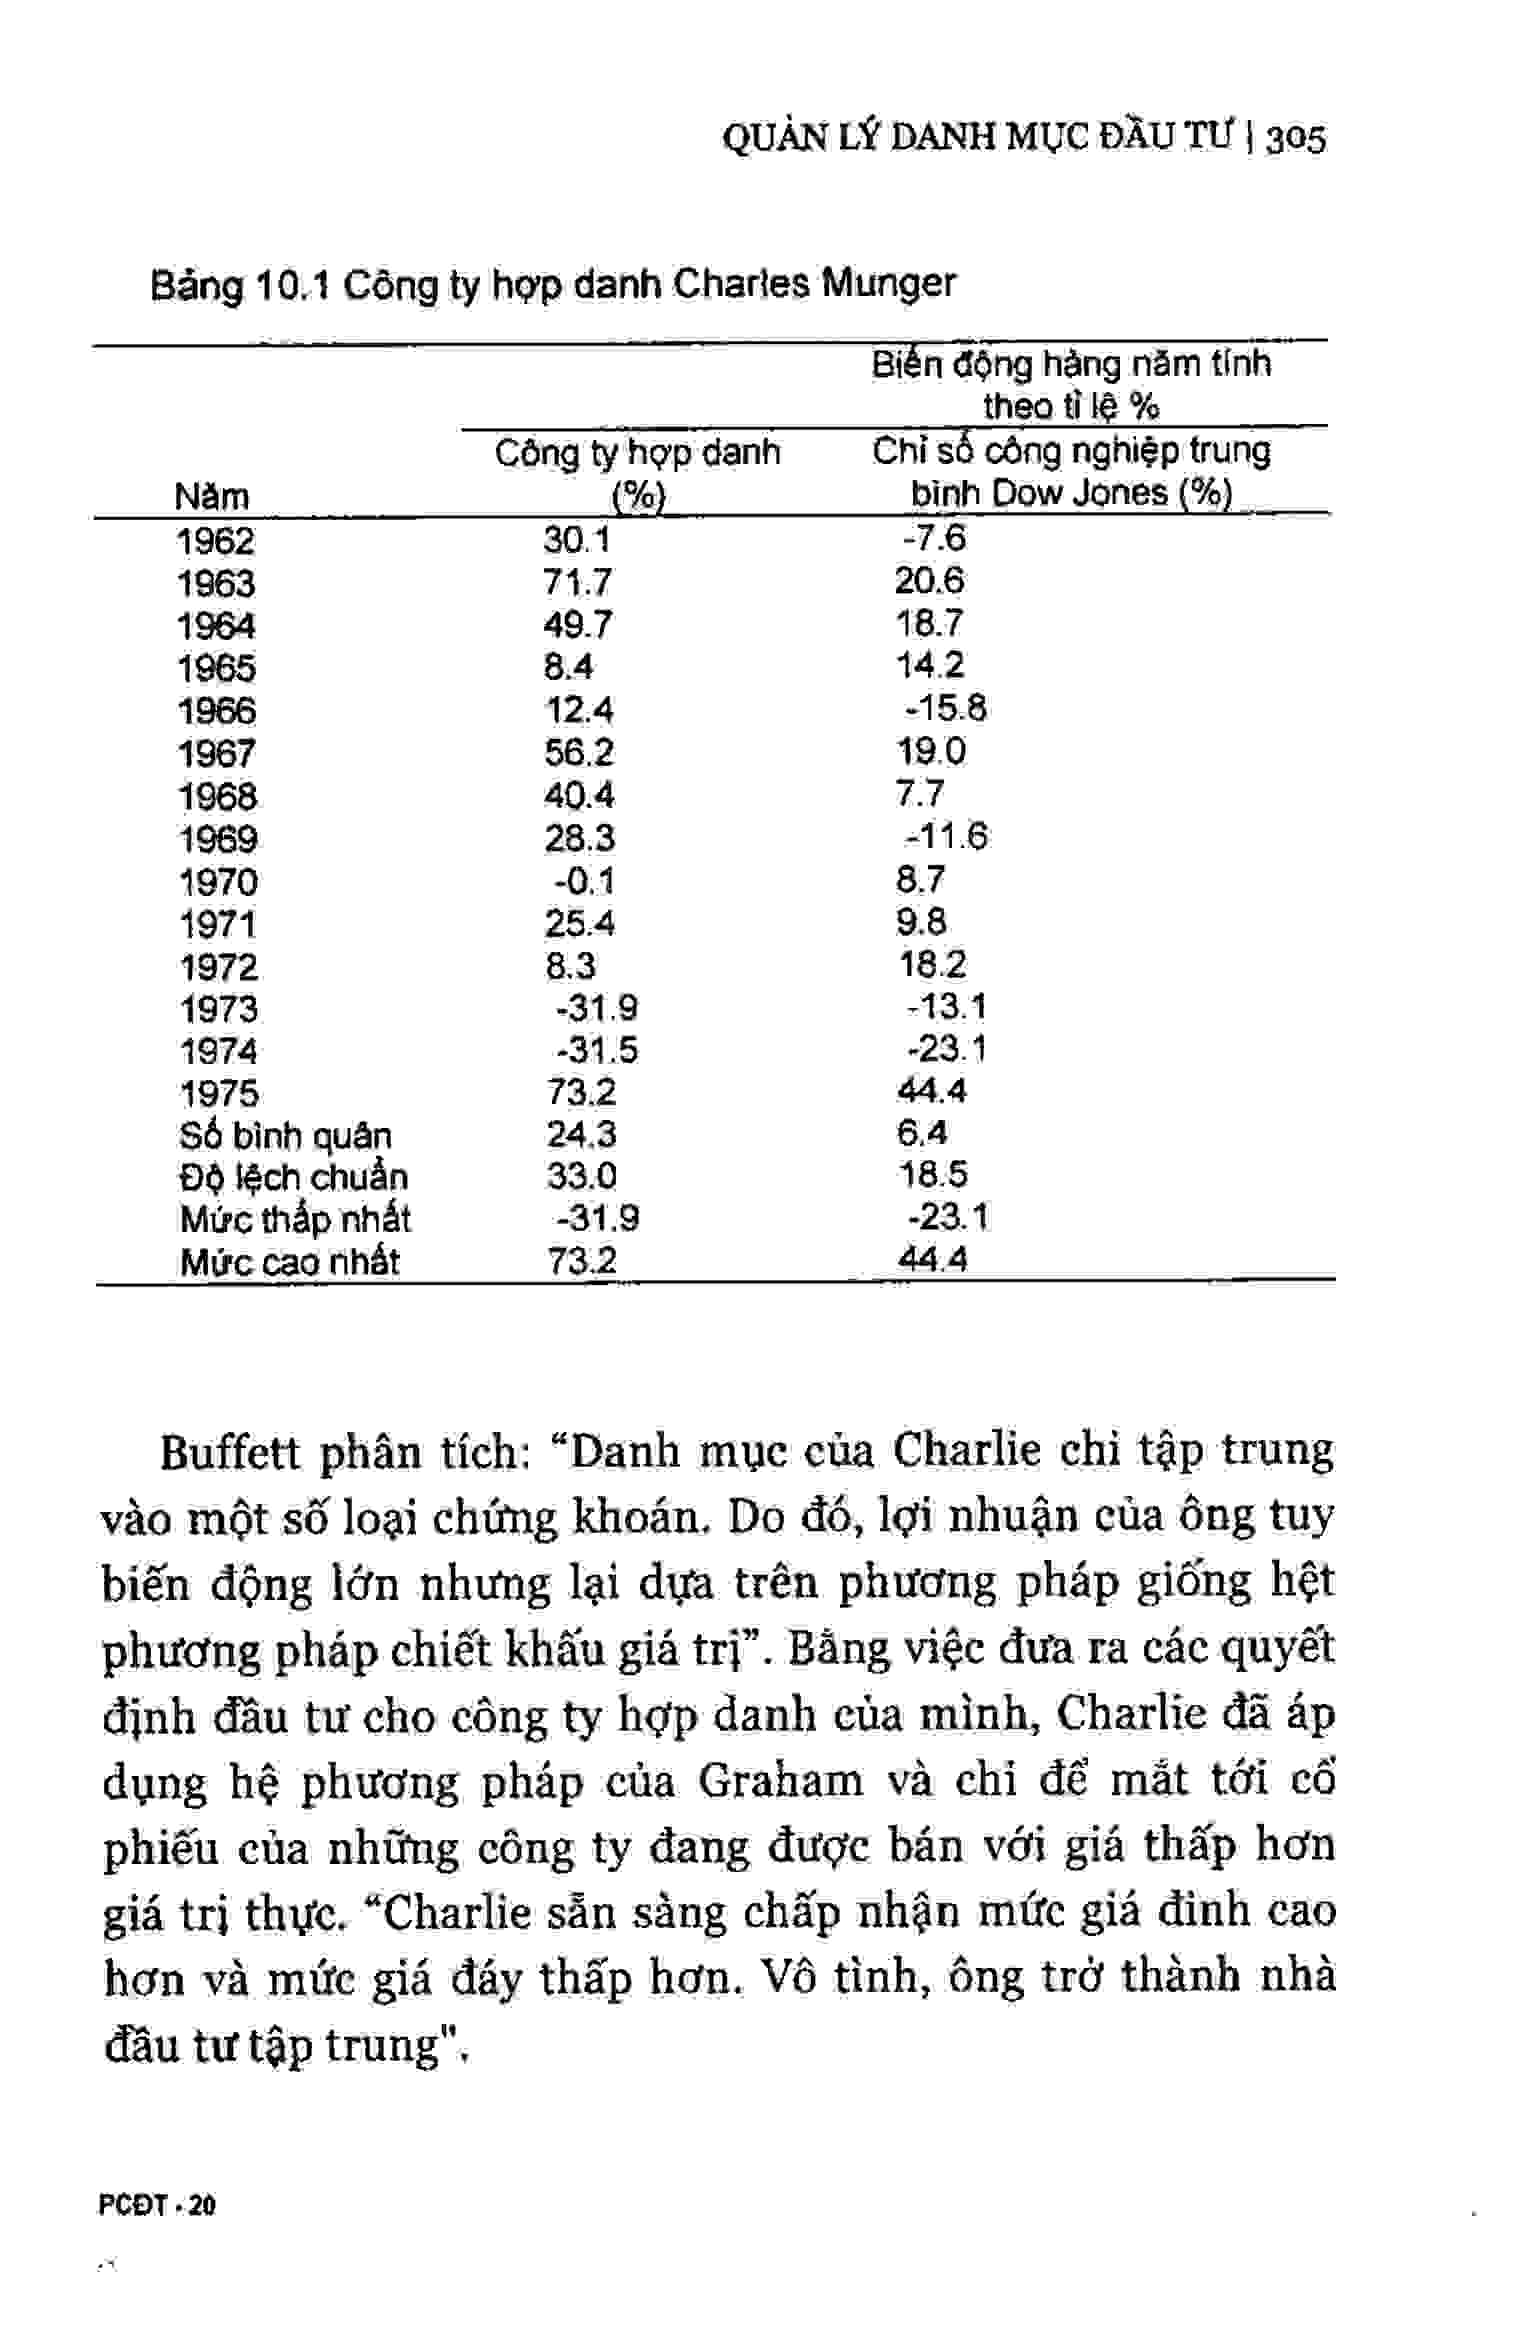 QUẢN LÝ DANH MỤC ĐẦU TƯ | 305
Bảng 10.1 Công ty hợp danh Charles Munger
Biến động hàng năm tính
theo tỉ lệ %
Công ty hợp danh Chỉ số công nghiệp trung
Năm (%) bình Dow Jones (%)
1962 30.1 -7.6
1963 71.7 20.6
1964 49.7 18.7
1965 8.4 14.2
1966 12.4 -15.8
1967 56.2 19.0
1968 40.4 7.7
1969 28.3 -11.6
1970 -0.1 8.7
1971 25.4 9.8
1972 8.3 18.2
1973 -31.9 -13.1
1974 -31.5 -23.1
1975 73.2 44.4
Số bình quân 24.3 6.4
Độ lệch chuẩn 33.0 18.5
Mức thấp nhất -31.9 -23.1
Mức cao nhất 73.2 44.4
Buffett phân tích: “Danh mục của Charlie chỉ tập trung
vào một số loại chứng khoán. Do đó, lợi nhuận của ông tuy
biến động lớn nhưng lại dựa trên phương pháp giống hệt
phương pháp chiết khấu giá trị”. Bằng việc đưa ra các quyết
định đầu tư cho công ty hợp danh của mình, Charlie đã áp
dụng hệ phương pháp của Graham và chỉ để mắt tới cổ
phiếu của những công ty đang được bán với giá thấp hơn
giá trị thực. “Charlie sẵn sàng chấp nhận mức giá đỉnh cao
hơn và mức giá đáy thấp hơn. Vô tình, ông trở thành nhà
đầu tư tập trung".
PCĐT - 20